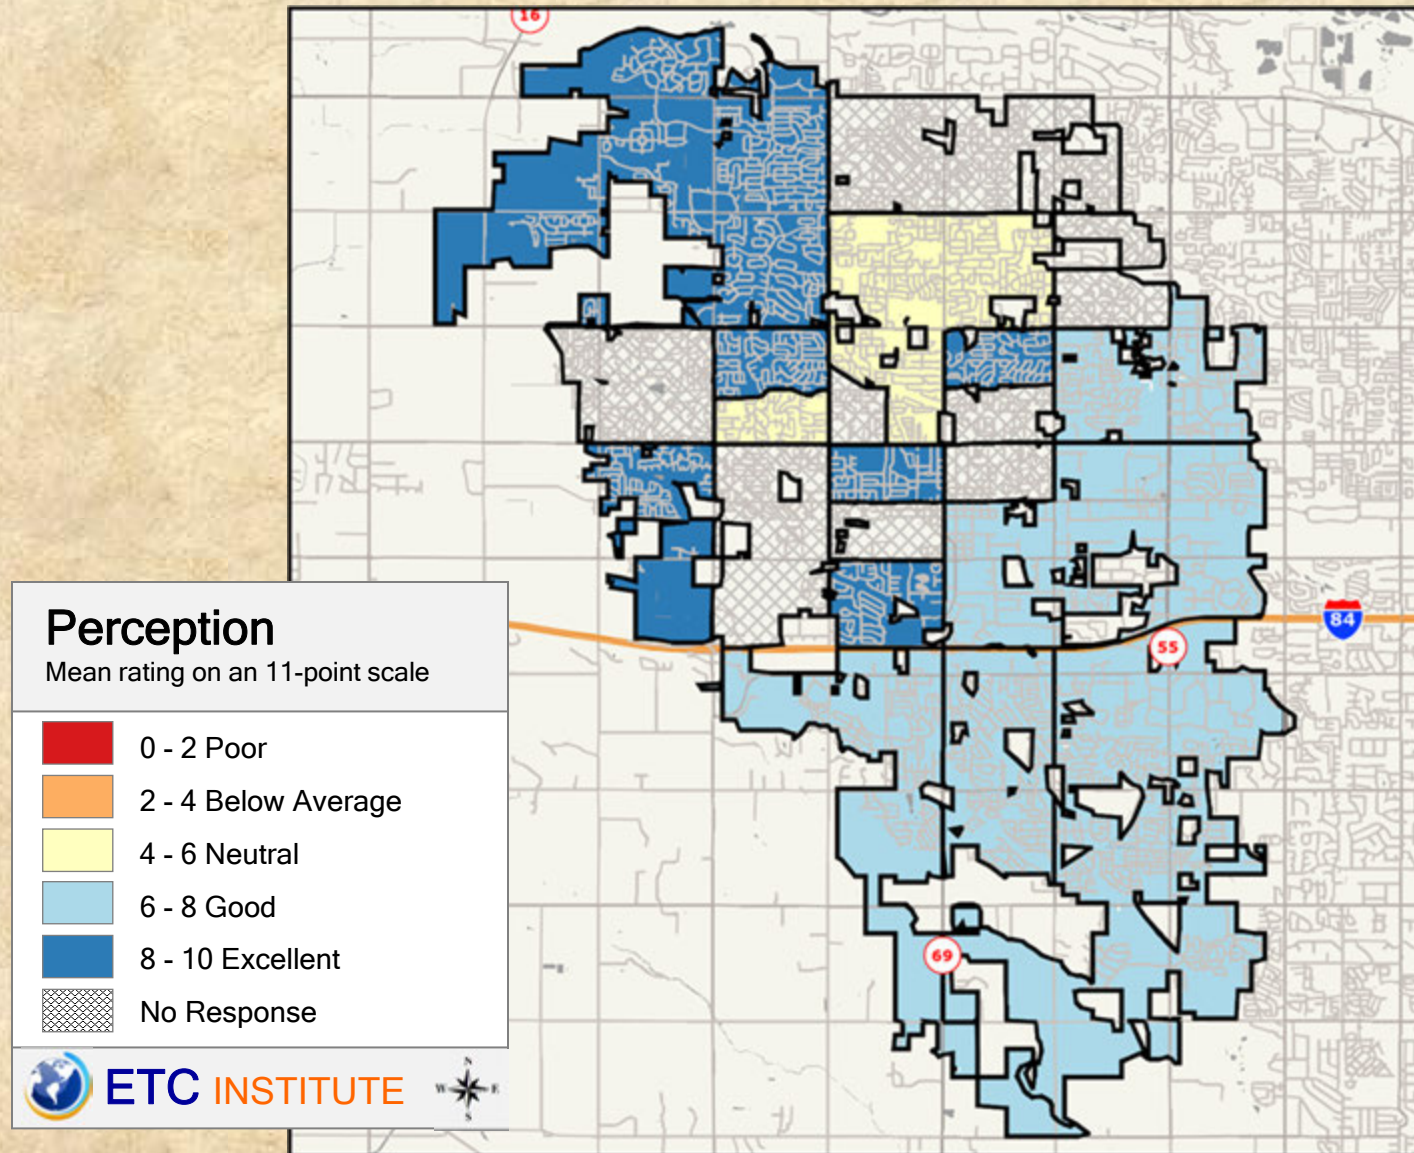 16
84
55
69
Perception
Mean rating on an 11-point scale
0 - 2 Poor
2 - 4 Below Average
4 - 6 Neutral
6 - 8 Good
8 - 10 Excellent
No Response
ETC INSTITUTE
N
W E
S